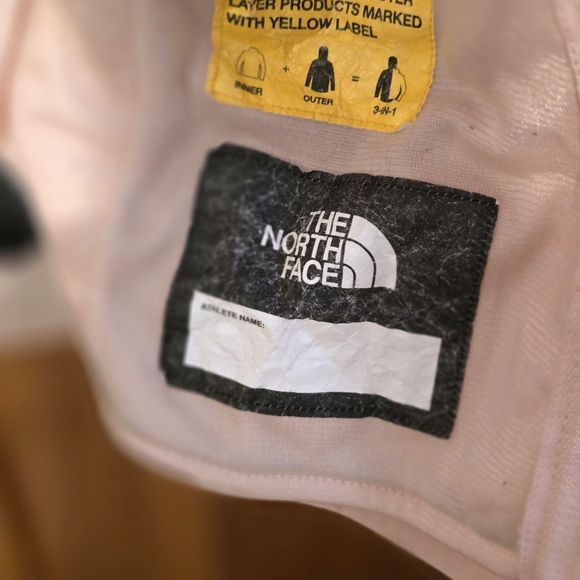 LAYER PRODUCTS MARKED
WITH YELLOW LABEL
INNER + OUTER = 3-IN-1
THE
NORTH
FACE
ATHLETE NAME: